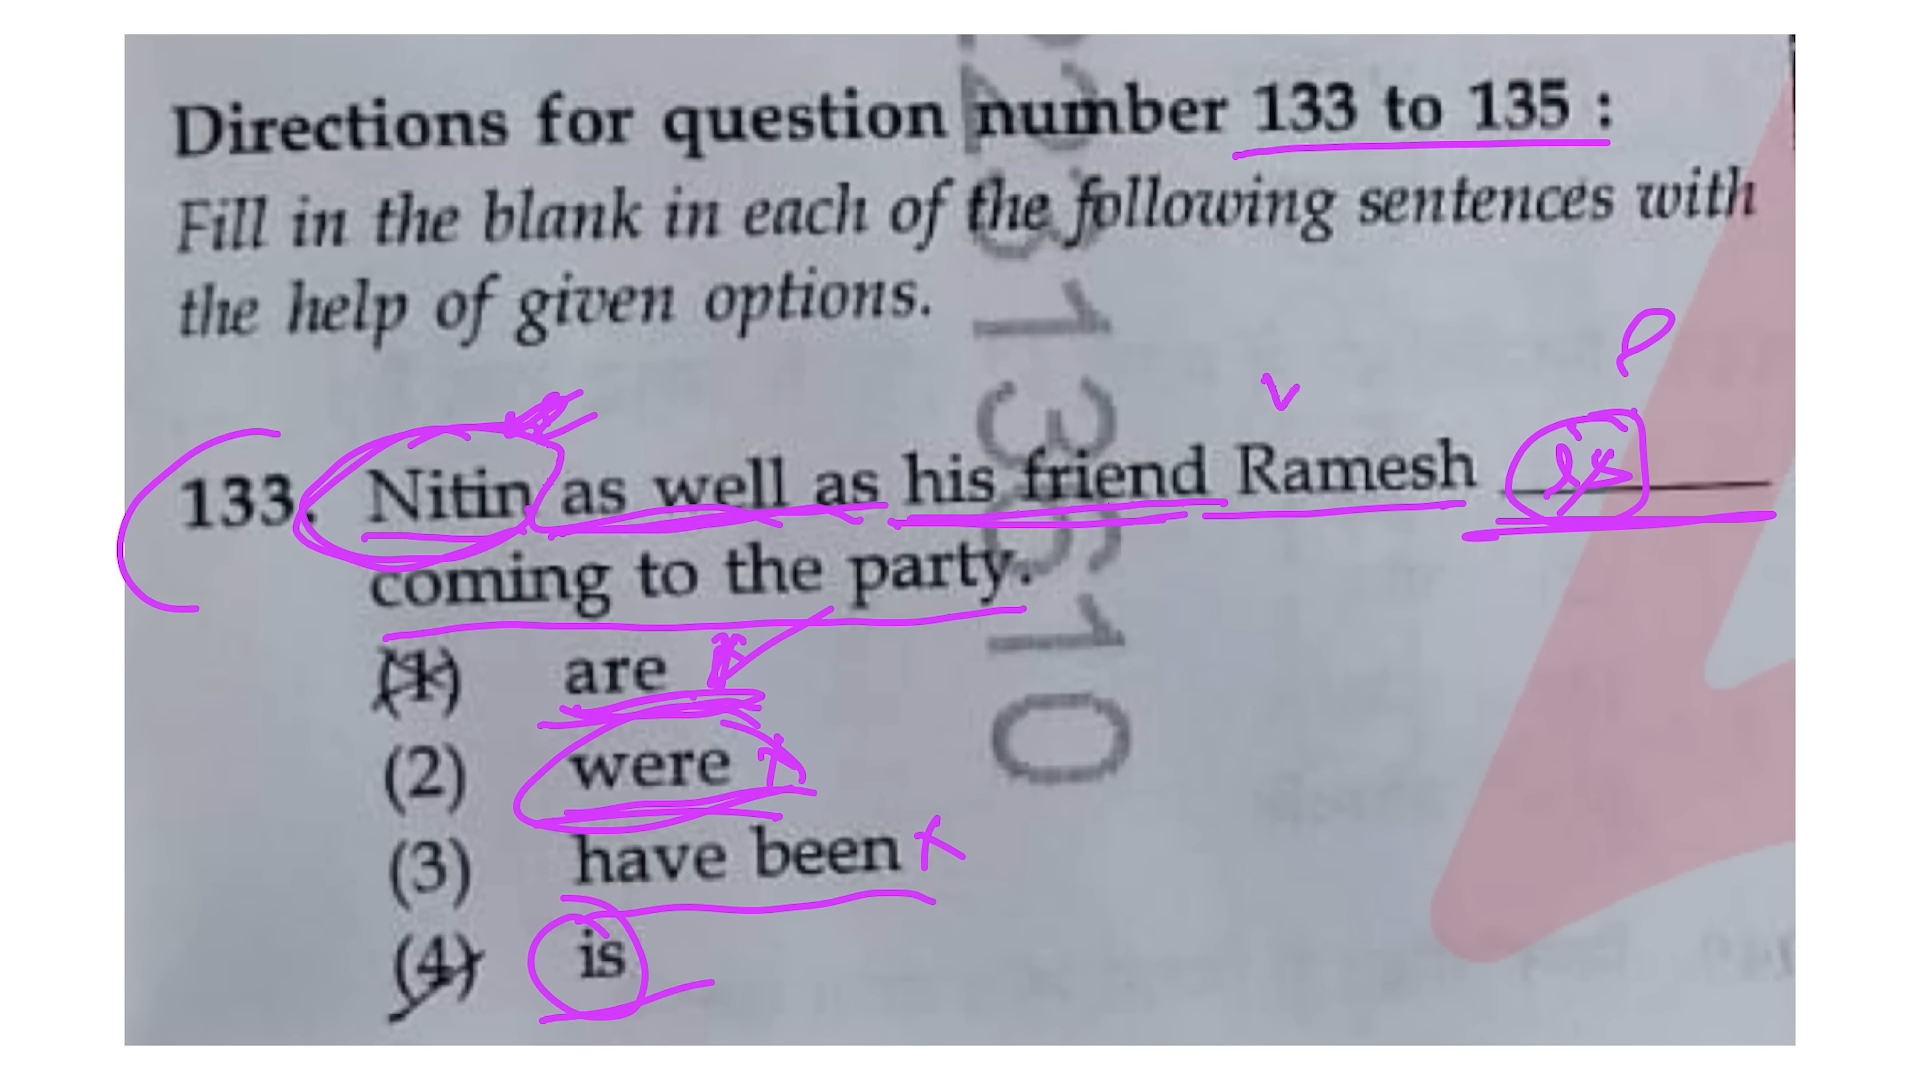 Directions for question number 133 to 135 :
Fill in the blank in each of the following sentences with
the help of given options.
133. Nitin as well as his friend Ramesh is
coming to the party.
(1) are
(2) were
(3) have been
(4) is